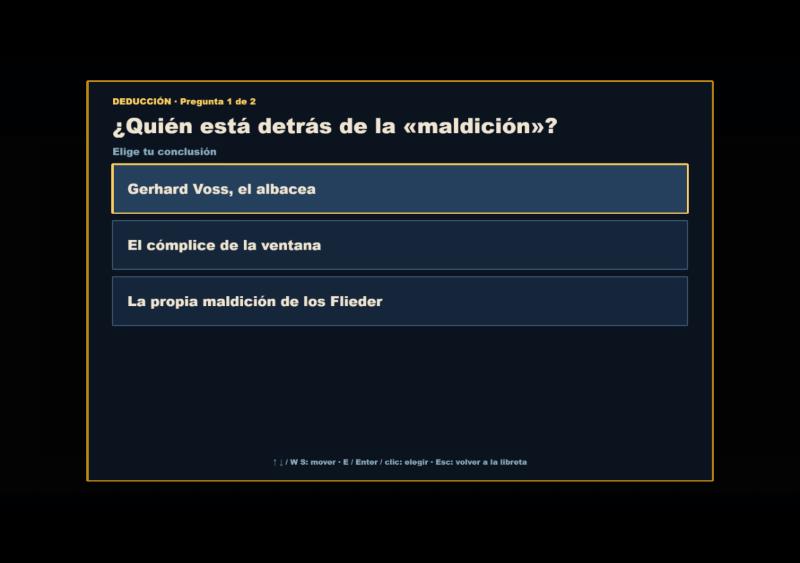 DEDUCCIÓN · Pregunta 1 de 2
¿Quién está detrás de la «maldición»?
Elige tu conclusión
Gerhard Voss, el albacea
El cómplice de la ventana
La propia maldición de los Flieder
↑ ↓ / W S: mover · E / Enter / clic: elegir · Esc: volver a la libreta